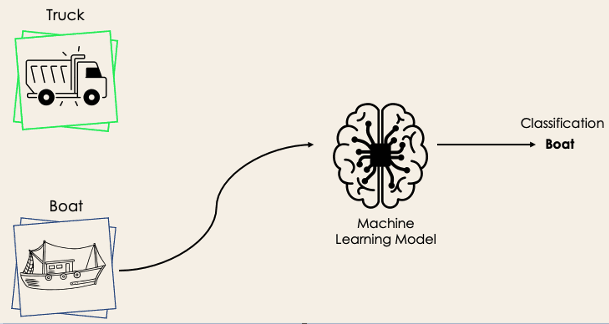 Truck
Boat
Machine
Learning Model
Classification
Boat